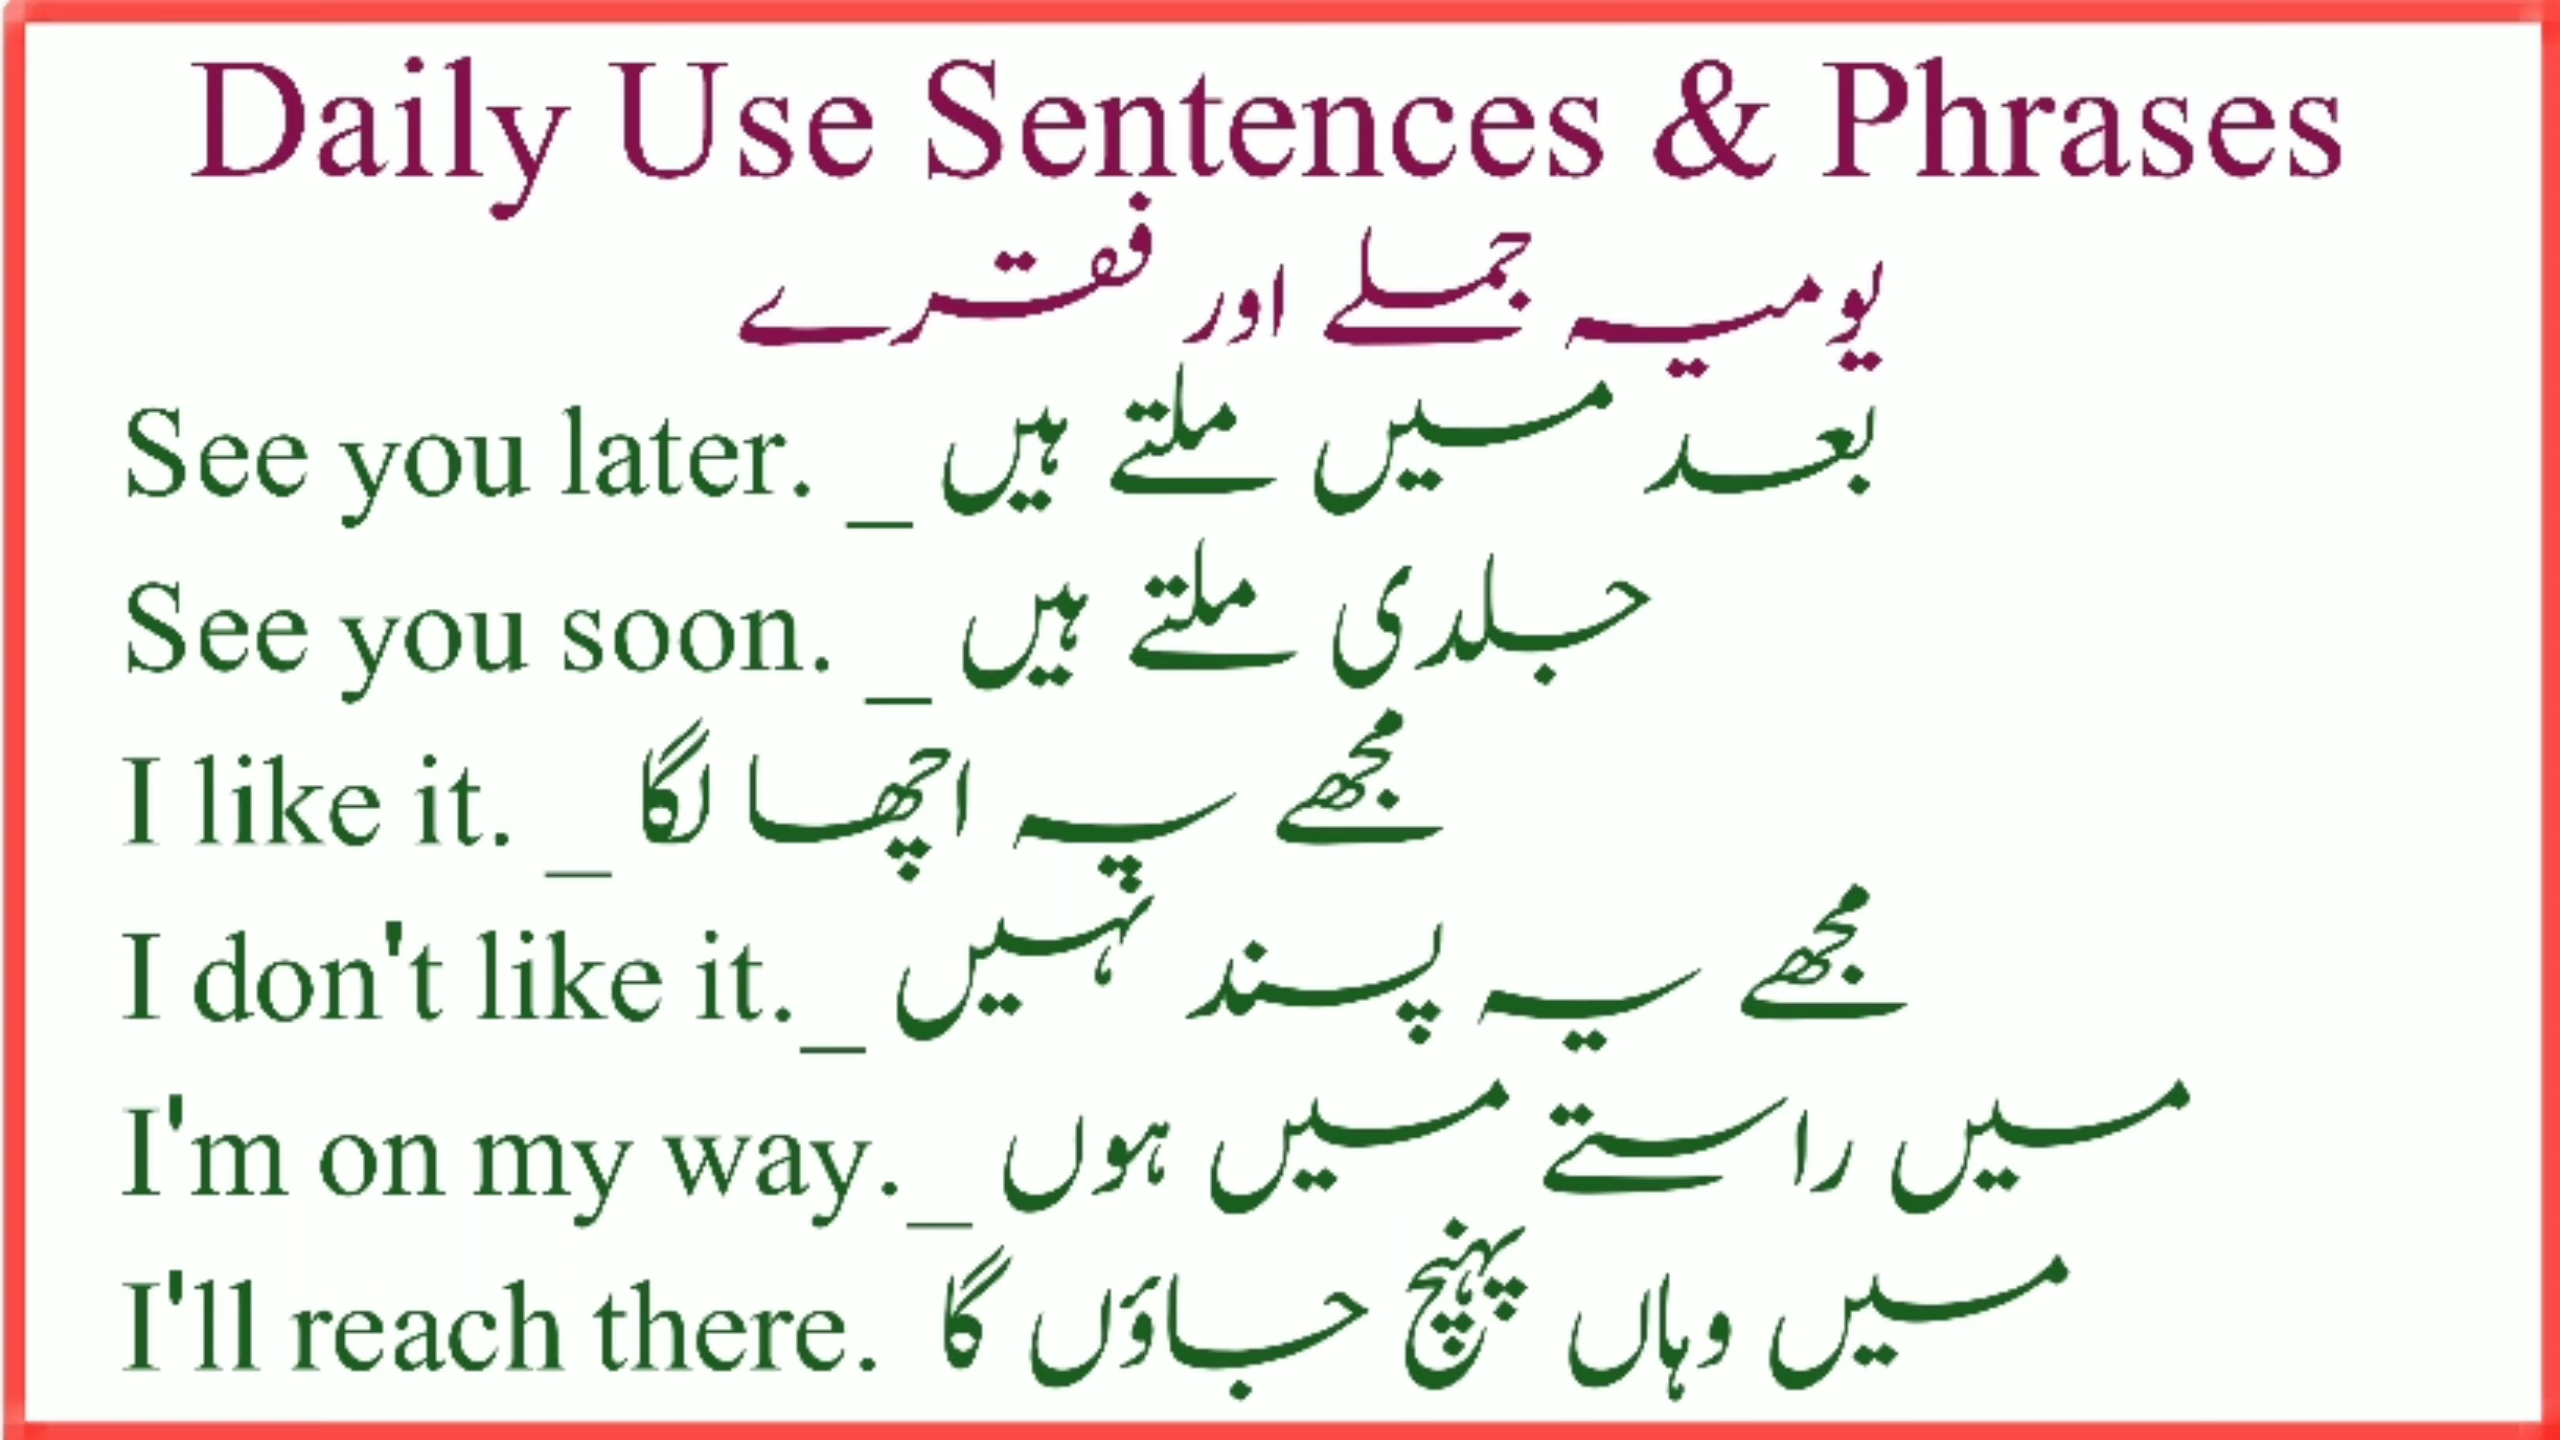 Daily Use Sentences & Phrases
یومیہ جملے اور فقرے
See you later. _ بعد میں ملتے ہیں
See you soon. _ جلدی ملتے ہیں
I like it. _ مجھے یہ اچھا لگا
I don't like it._ مجھے یہ پسند نہیں
I'm on my way._ میں راستے میں ہوں
I'll reach there. میں وہاں پہنچ جاؤں گا